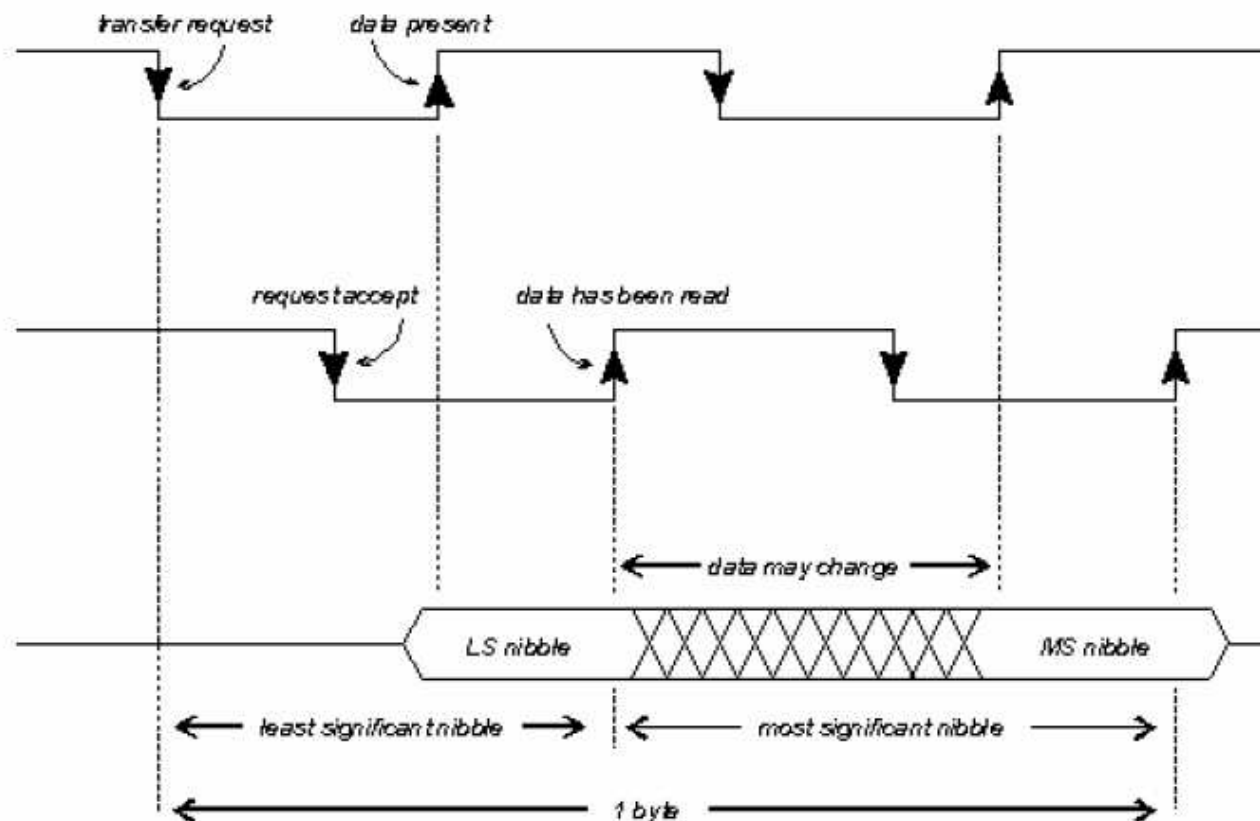 transfer request
data present
request accept
data has been read
data may change
LS nibble
MS nibble
least significant nibble
most significant nibble
1 byte